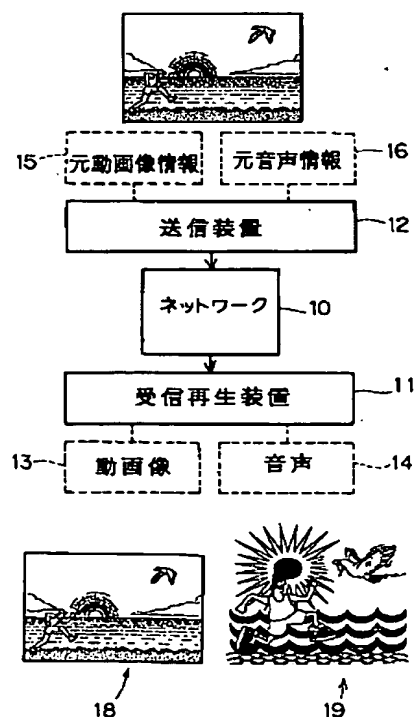 15 元動画像情報 元音声情報 16
送信装置 12
ネットワーク 10
受信再生装置 11
13 動画像 音声 14
18 19